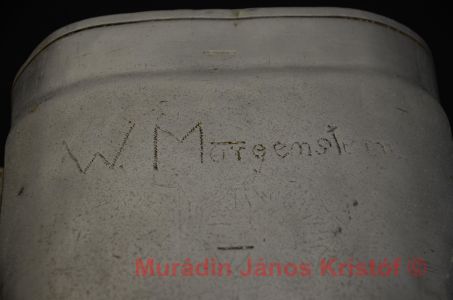 W. Morgenstern
Murádin János Kristóf ©